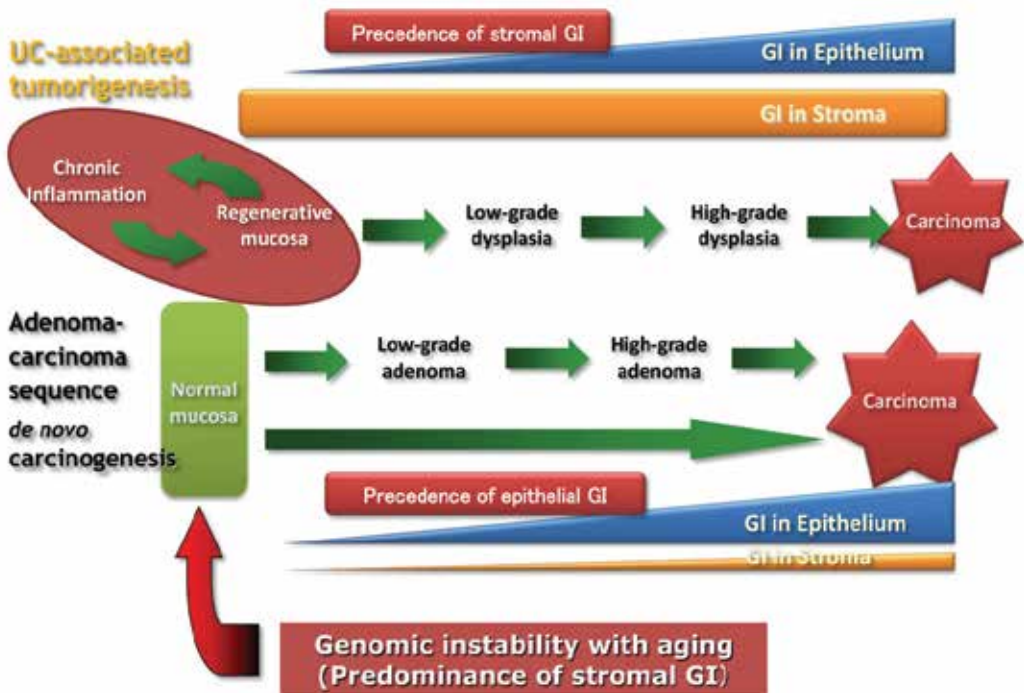 Precedence of stromal GI
GI in Epithelium
UC-associated
tumorigenesis
GI in Stroma
Chronic
Inflammation
Regenerative
mucosa
Low-grade
dysplasia
High-grade
dysplasia
Carcinoma
Adenoma-
carcinoma
sequence
de novo
carcinogenesis
Normal
mucosa
Low-grade
adenoma
High-grade
adenoma
Carcinoma
Precedence of epithelial GI
GI in Epithelium
GI in Stroma
Genomic instability with aging
(Predominance of stromal GI)